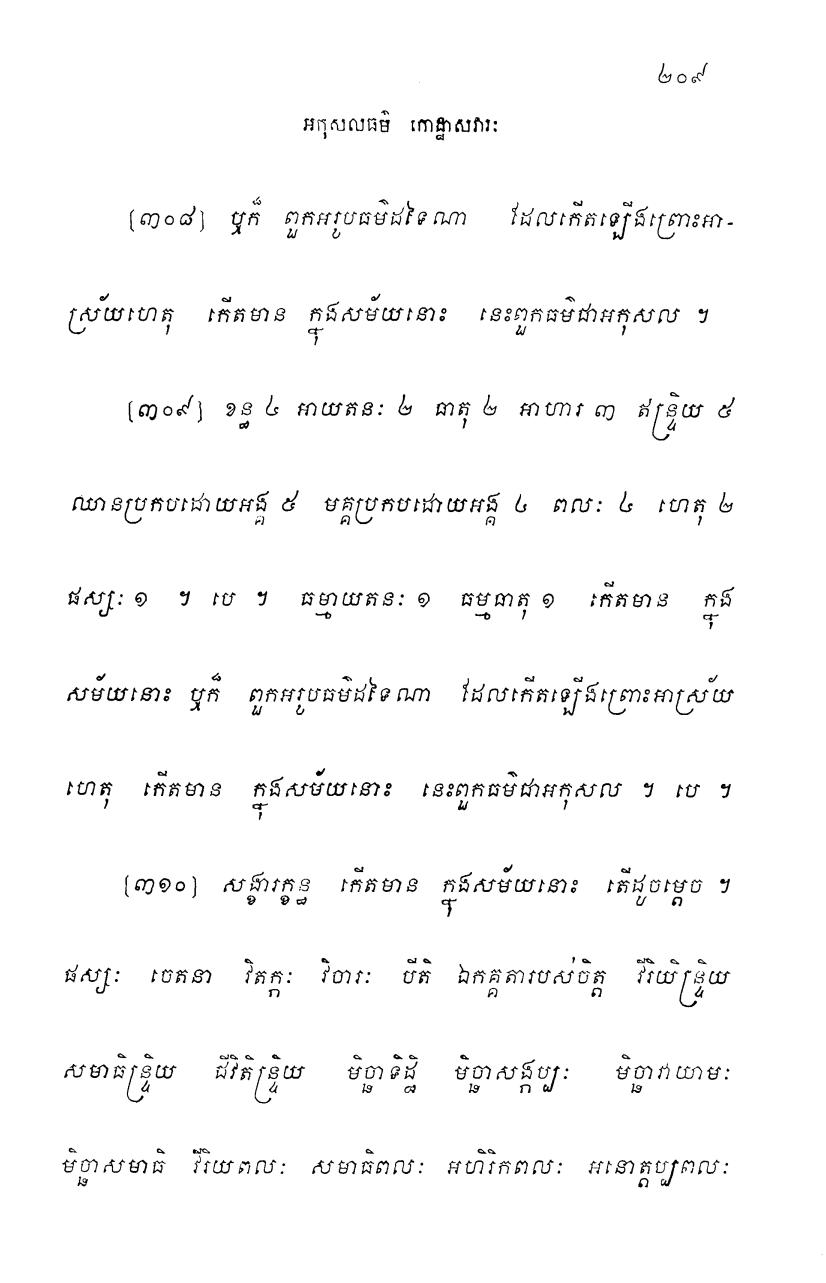 ២០៩
អកុសលធម៌ កោដ្ឋាសវារៈ
[៣០៨] ឬក៏ ពួកអរូបធម៌ដទៃណា ដែលកើតឡើងព្រោះអា-
ស្រ័យហេតុ កើតមាន ក្នុងសម័យនោះ នេះពួកធម៌ជាអកុសល ។
[៣០៩] ខន្ធ ៤ អាយតនៈ ២ ធាតុ ២ អាហារ ៣ ឥន្ទ្រិយ ៥
ឈានប្រកបដោយអង្គ ៥ មគ្គប្រកបដោយអង្គ ៤ ពលៈ ៤ ហេតុ ២
ផស្សៈ ១ ។ បេ ។ ធម្មាយតនៈ ១ ធម្មធាតុ ១ កើតមាន ក្នុង
សម័យនោះ ឬក៏ ពួកអរូបធម៌ដទៃណា ដែលកើតឡើងព្រោះអាស្រ័យ
ហេតុ កើតមាន ក្នុងសម័យនោះ នេះពួកធម៌ជាអកុសល ។ បេ ។
[៣១០] សង្ខារក្ខន្ធ កើតមាន ក្នុងសម័យនោះ តើដូចម្តេច ។
ផស្សៈ ចេតនា វិតក្កៈ វិចារៈ បីតិ ឯកគ្គតារបស់ចិត្ត វីរិយិន្ទ្រិយ
សមាធិន្ទ្រិយ ជីវិតិន្ទ្រិយ មិច្ឆាទិដ្ឋិ មិច្ឆាសង្កប្បៈ មិច្ឆាវាយាមៈ
មិច្ឆាសមាធិ វីរិយពលៈ សមាធិពលៈ អហិរិកពលៈ អនោត្តប្បពលៈ